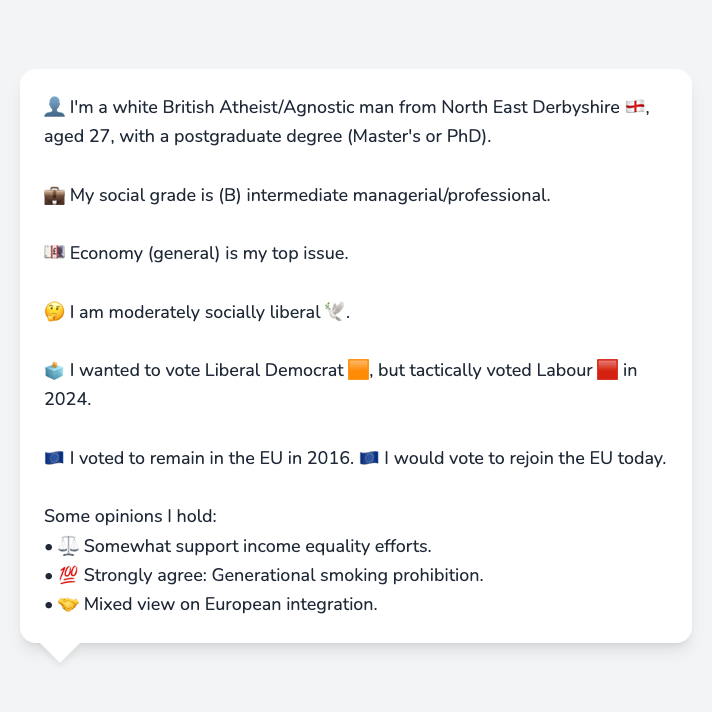 👤 I'm a white British Atheist/Agnostic man from North East Derbyshire 🏴󠁧󠁢󠁥󠁮󠁧󠁿,
aged 27, with a postgraduate degree (Master's or PhD).
💼 My social grade is (B) intermediate managerial/professional.
💷 Economy (general) is my top issue.
🤔 I am moderately socially liberal 🕊️.
🗳️ I wanted to vote Liberal Democrat 🟧, but tactically voted Labour 🟥 in
2024.
🇪🇺 I voted to remain in the EU in 2016. 🇪🇺 I would vote to rejoin the EU today.
Some opinions I hold:
• ⚖️ Somewhat support income equality efforts.
• 💯 Strongly agree: Generational smoking prohibition.
• 🤝 Mixed view on European integration.